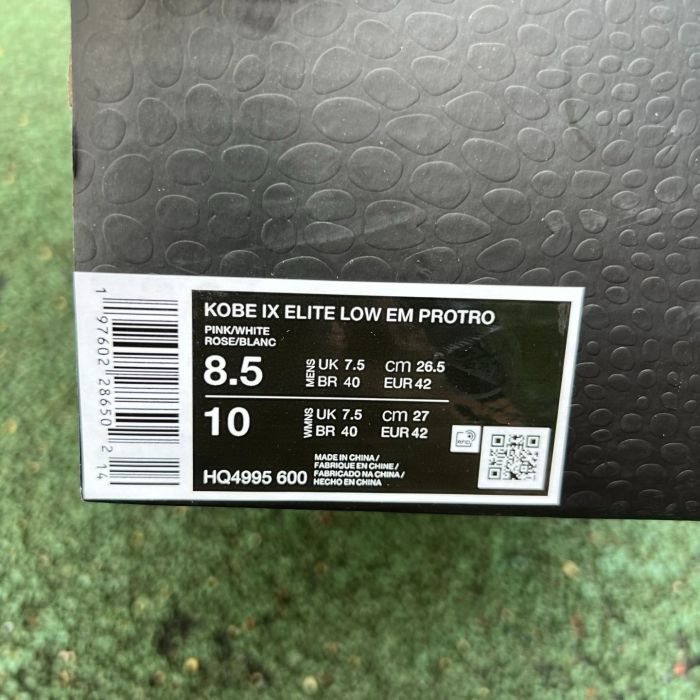 1 97602 28650 2 14
KOBE IX ELITE LOW EM PROTRO
PINK/WHITE
ROSE/BLANC
8.5 MENS UK 7.5 cm 26.5
BR 40 EUR 42
10 WMNS UK 7.5 cm 27
BR 40 EUR 42
RFID
HQ4995 600
MADE IN CHINA/
FABRIQUE EN CHINE/
FABRICADO NA CHINA/
HECHO EN CHINA